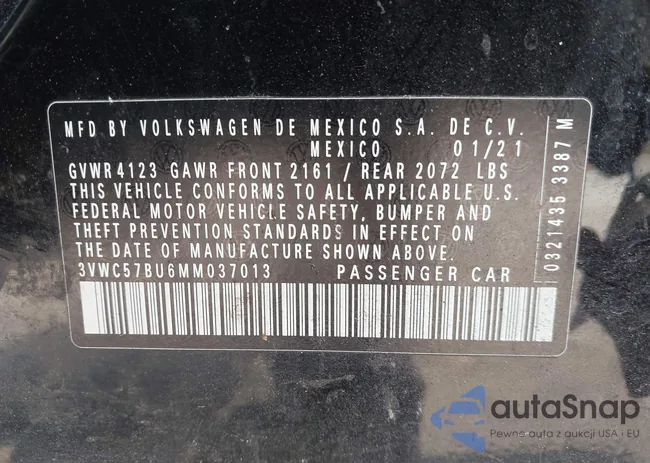 MFD BY VOLKSWAGEN DE MEXICO S.A. DE C.V.
MEXICO 01/21
GVWR 4123 GAWR FRONT 2161 / REAR 2072 LBS
THIS VEHICLE CONFORMS TO ALL APPLICABLE U.S.
FEDERAL MOTOR VEHICLE SAFETY, BUMPER AND
THEFT PREVENTION STANDARDS IN EFFECT ON
THE DATE OF MANUFACTURE SHOWN ABOVE.
3VWC57BU6MM037013 PASSENGER CAR
0321435 3387 M
autaSnap
Pewne auta z aukcji USA i EU